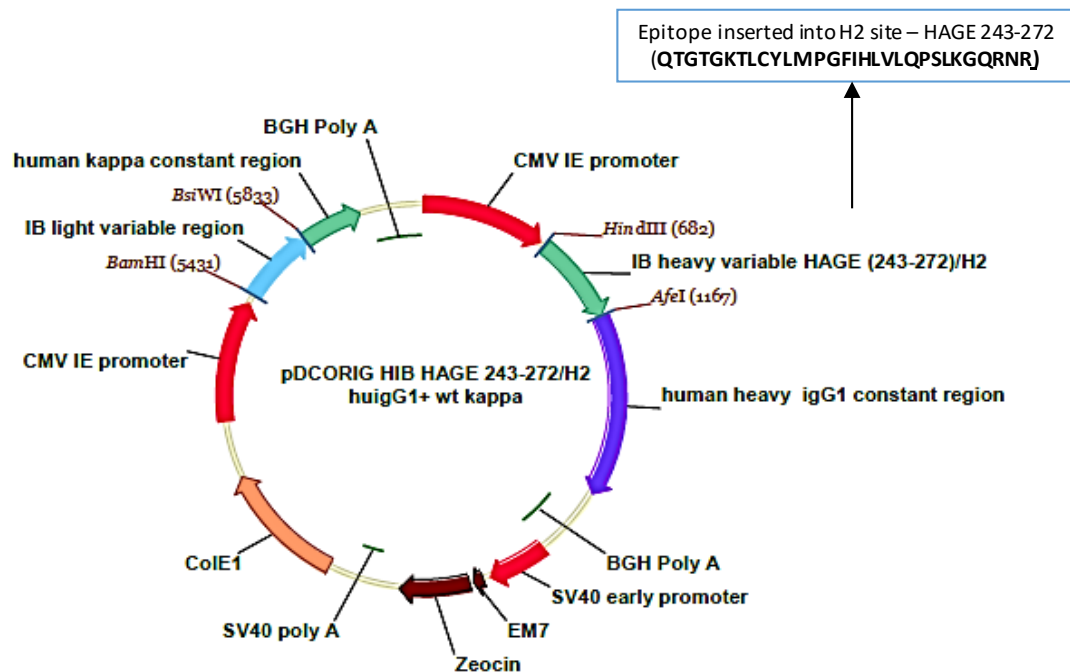 Epitope inserted into H2 site – HAGE 243-272
(QTGTGKTLCYLMPGFIHLVLQPSLKGQRNR)
BGH Poly A
human kappa constant region
CMV IE promoter
BsiWI (5833)
HindIII (682)
IB light variable region
IB heavy variable HAGE (243-272)/H2
BamHI (5431)
AfeI (1167)
CMV IE promoter
pDCORIG HIB HAGE 243-272/H2
huigG1+ wt kappa
human heavy igG1 constant region
ColE1
BGH Poly A
SV40 early promoter
SV40 poly A
EM7
Zeocin